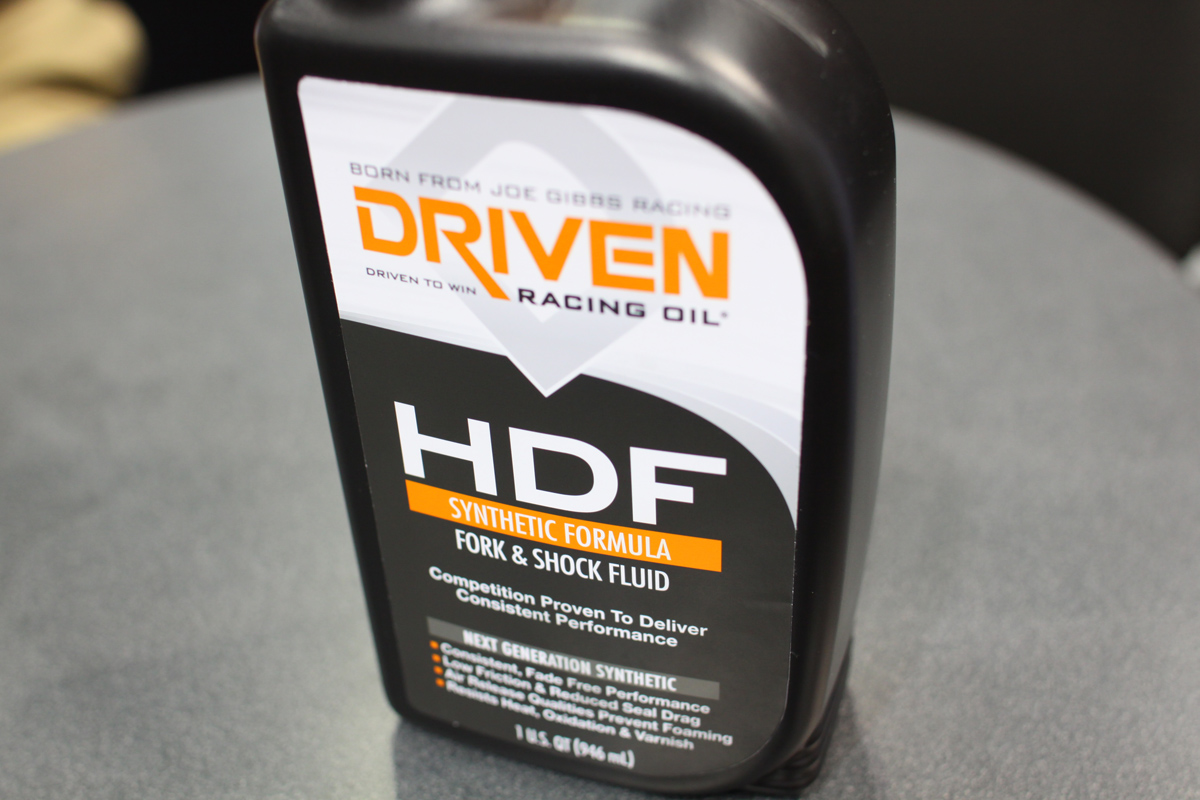 BORN FROM JOE GIBBS RACING
DRIVEN
DRIVEN TO WIN
RACING OIL®
HDF
SYNTHETIC FORMULA
FORK & SHOCK FLUID
Competition Proven To Deliver
Consistent Performance
NEXT GENERATION SYNTHETIC
Consistent, Fade Free Performance
Low Friction & Reduced Seal Drag
Air Release Qualities Prevent Foaming
Resists Heat, Oxidation & Varnish
1 U.S. QT (946 mL)